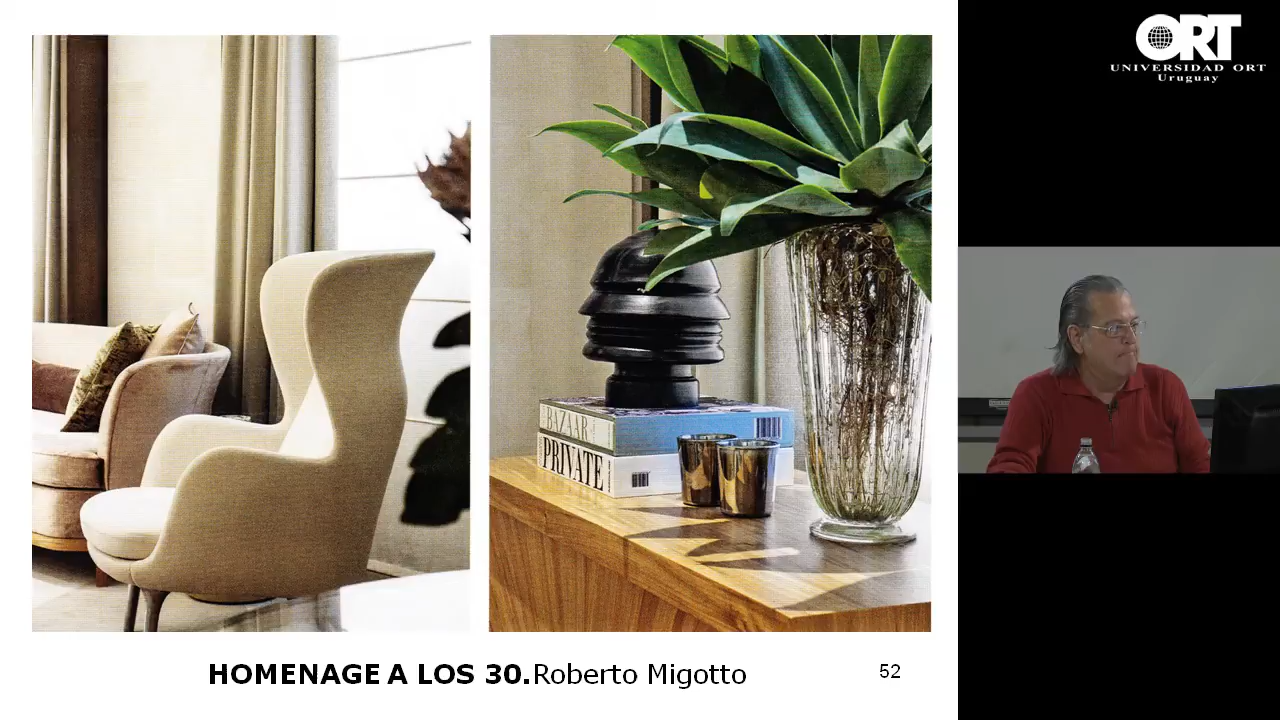 ORT
UNIVERSIDAD ORT
Uruguay
BAZAAR
PRIVATE
HOMENAGE A LOS 30.Roberto Migotto
52